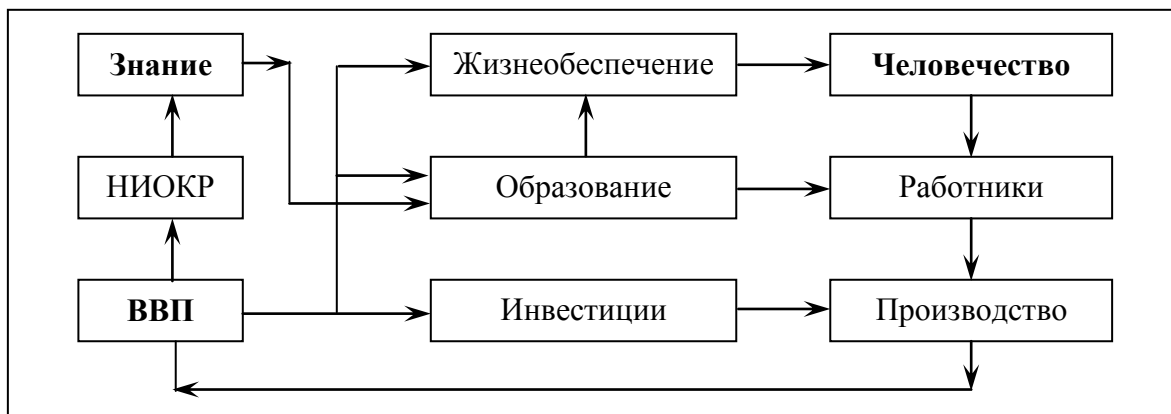 Знание
Жизнеобеспечение
Человечество
НИОКР
Образование
Работники
ВВП
Инвестиции
Производство